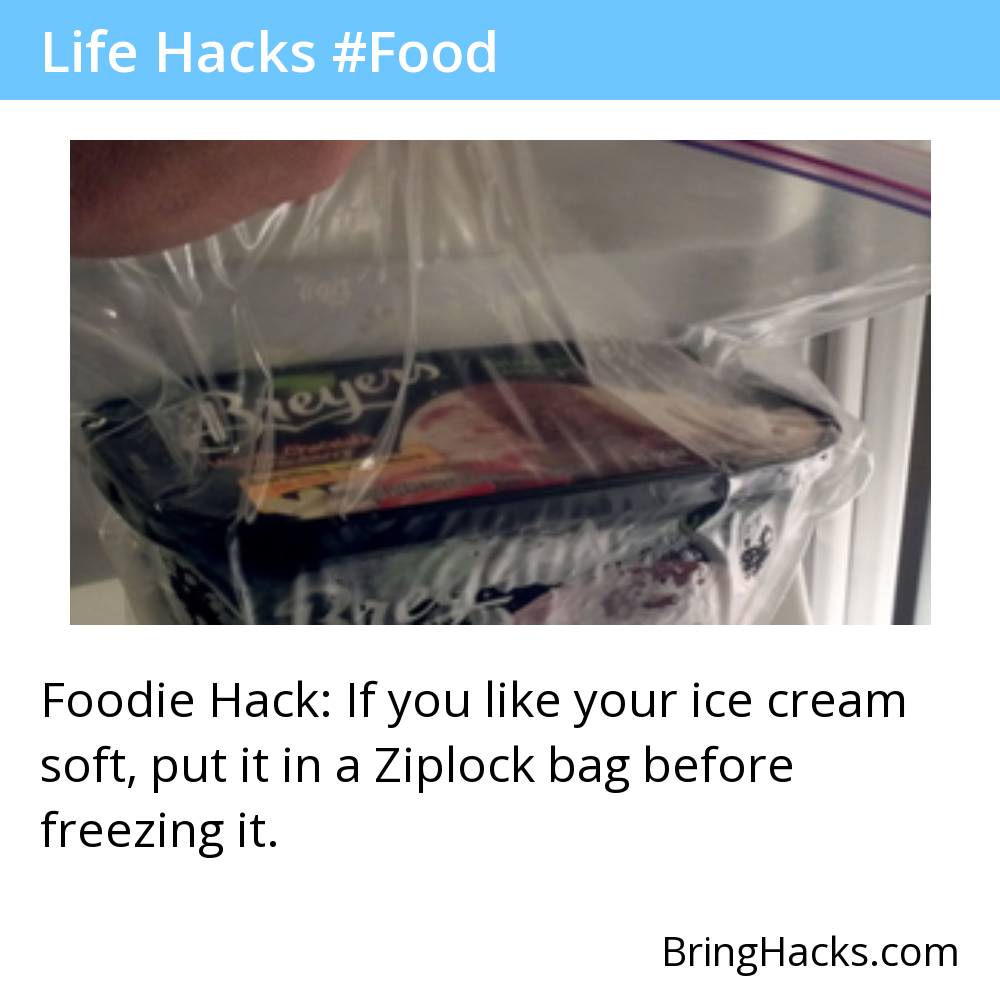 Life Hacks #Food
Breyers
Foodie Hack: If you like your ice cream
soft, put it in a Ziplock bag before
freezing it.
BringHacks.com